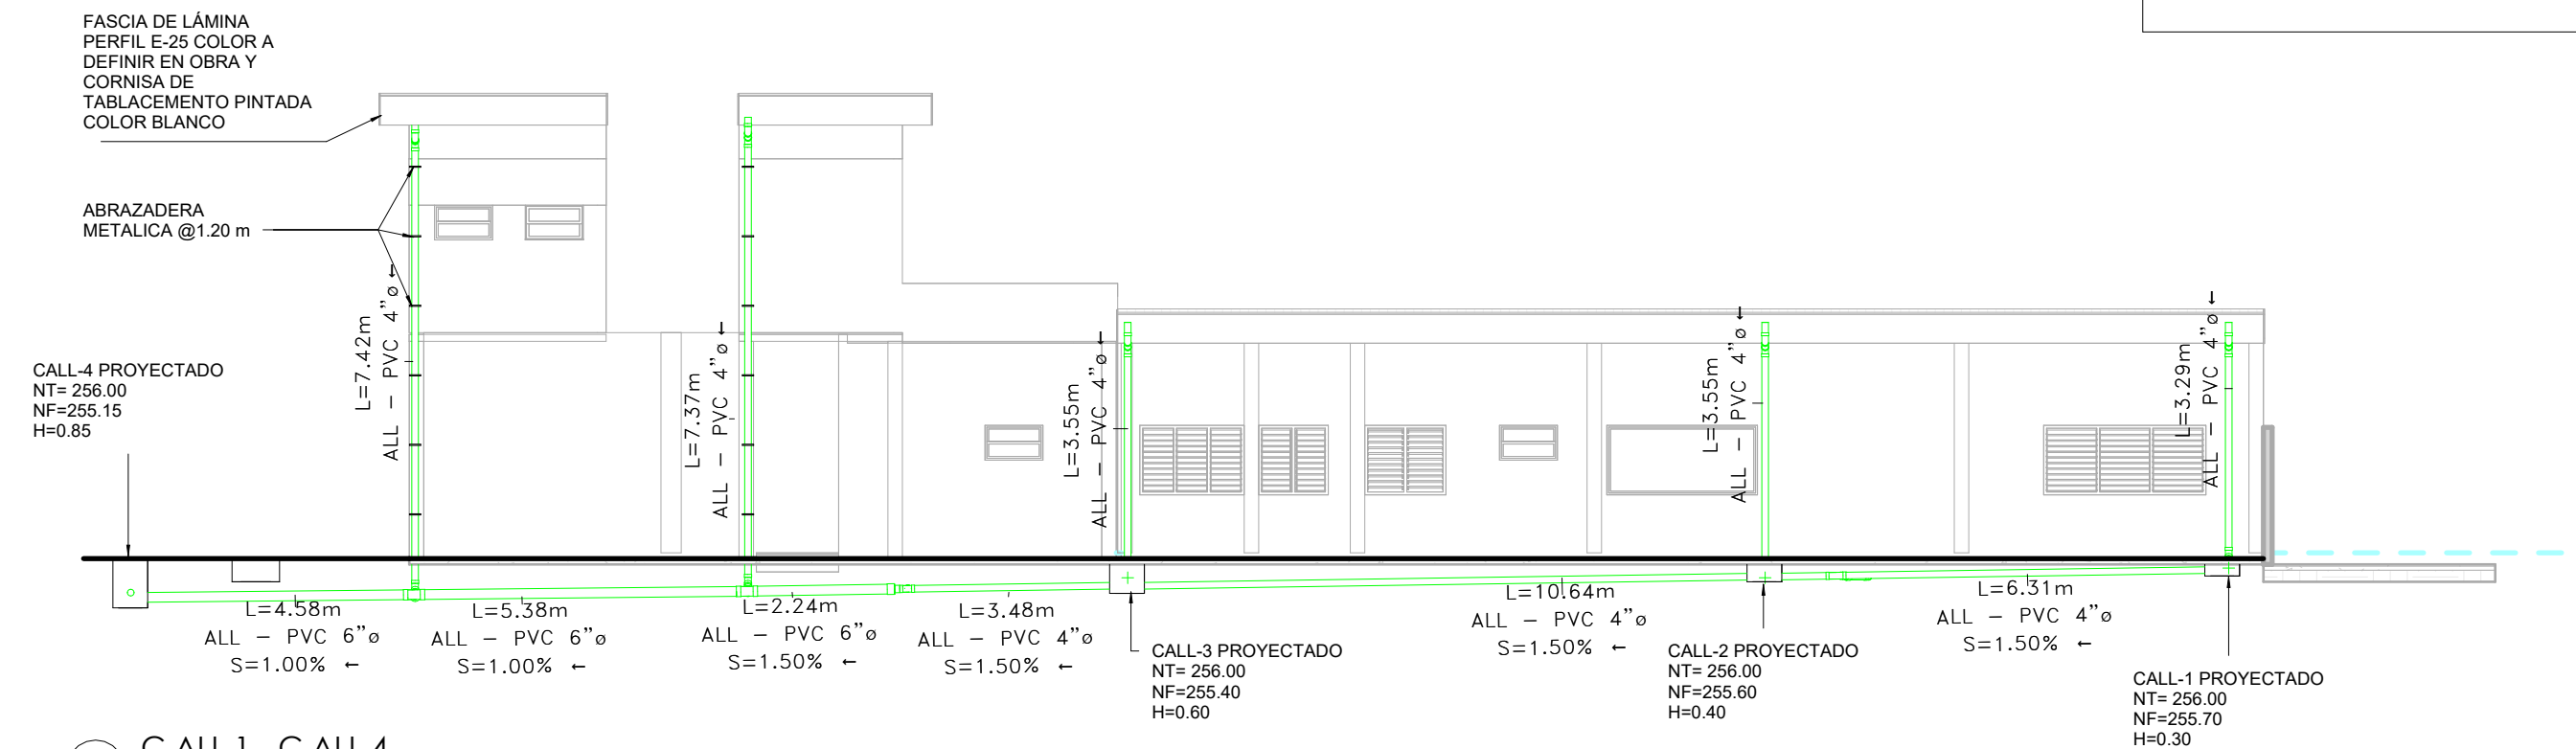 FASCIA DE LÁMINA
PERFIL E-25 COLOR A
DEFINIR EN OBRA Y
CORNISA DE
TABLACEMENTO PINTADA
COLOR BLANCO
ABRAZADERA
METALICA @1.20 m
CALL-4 PROYECTADO
NT= 256.00
NF=255.15
H=0.85
L=7.42m
ALL - PVC 4"ø ←
L=7.37m
ALL - PVC 4"ø ←
L=3.55m
ALL - PVC 4"ø ←
L=3.55m
ALL - PVC 4"ø ←
L=3.29m
ALL - PVC 4"ø ←
L=4.58m
ALL - PVC 6"ø
S=1.00% ←
L=5.38m
ALL - PVC 6"ø
S=1.00% ←
L=2.24m
ALL - PVC 6"ø
S=1.50% ←
L=3.48m
ALL - PVC 4"ø
S=1.50% ←
CALL-3 PROYECTADO
NT= 256.00
NF=255.40
H=0.60
L=10.64m
ALL - PVC 4"ø
S=1.50% ←
CALL-2 PROYECTADO
NT= 256.00
NF=255.60
H=0.40
L=6.31m
ALL - PVC 4"ø
S=1.50% ←
CALL-1 PROYECTADO
NT= 256.00
NF=255.70
H=0.30